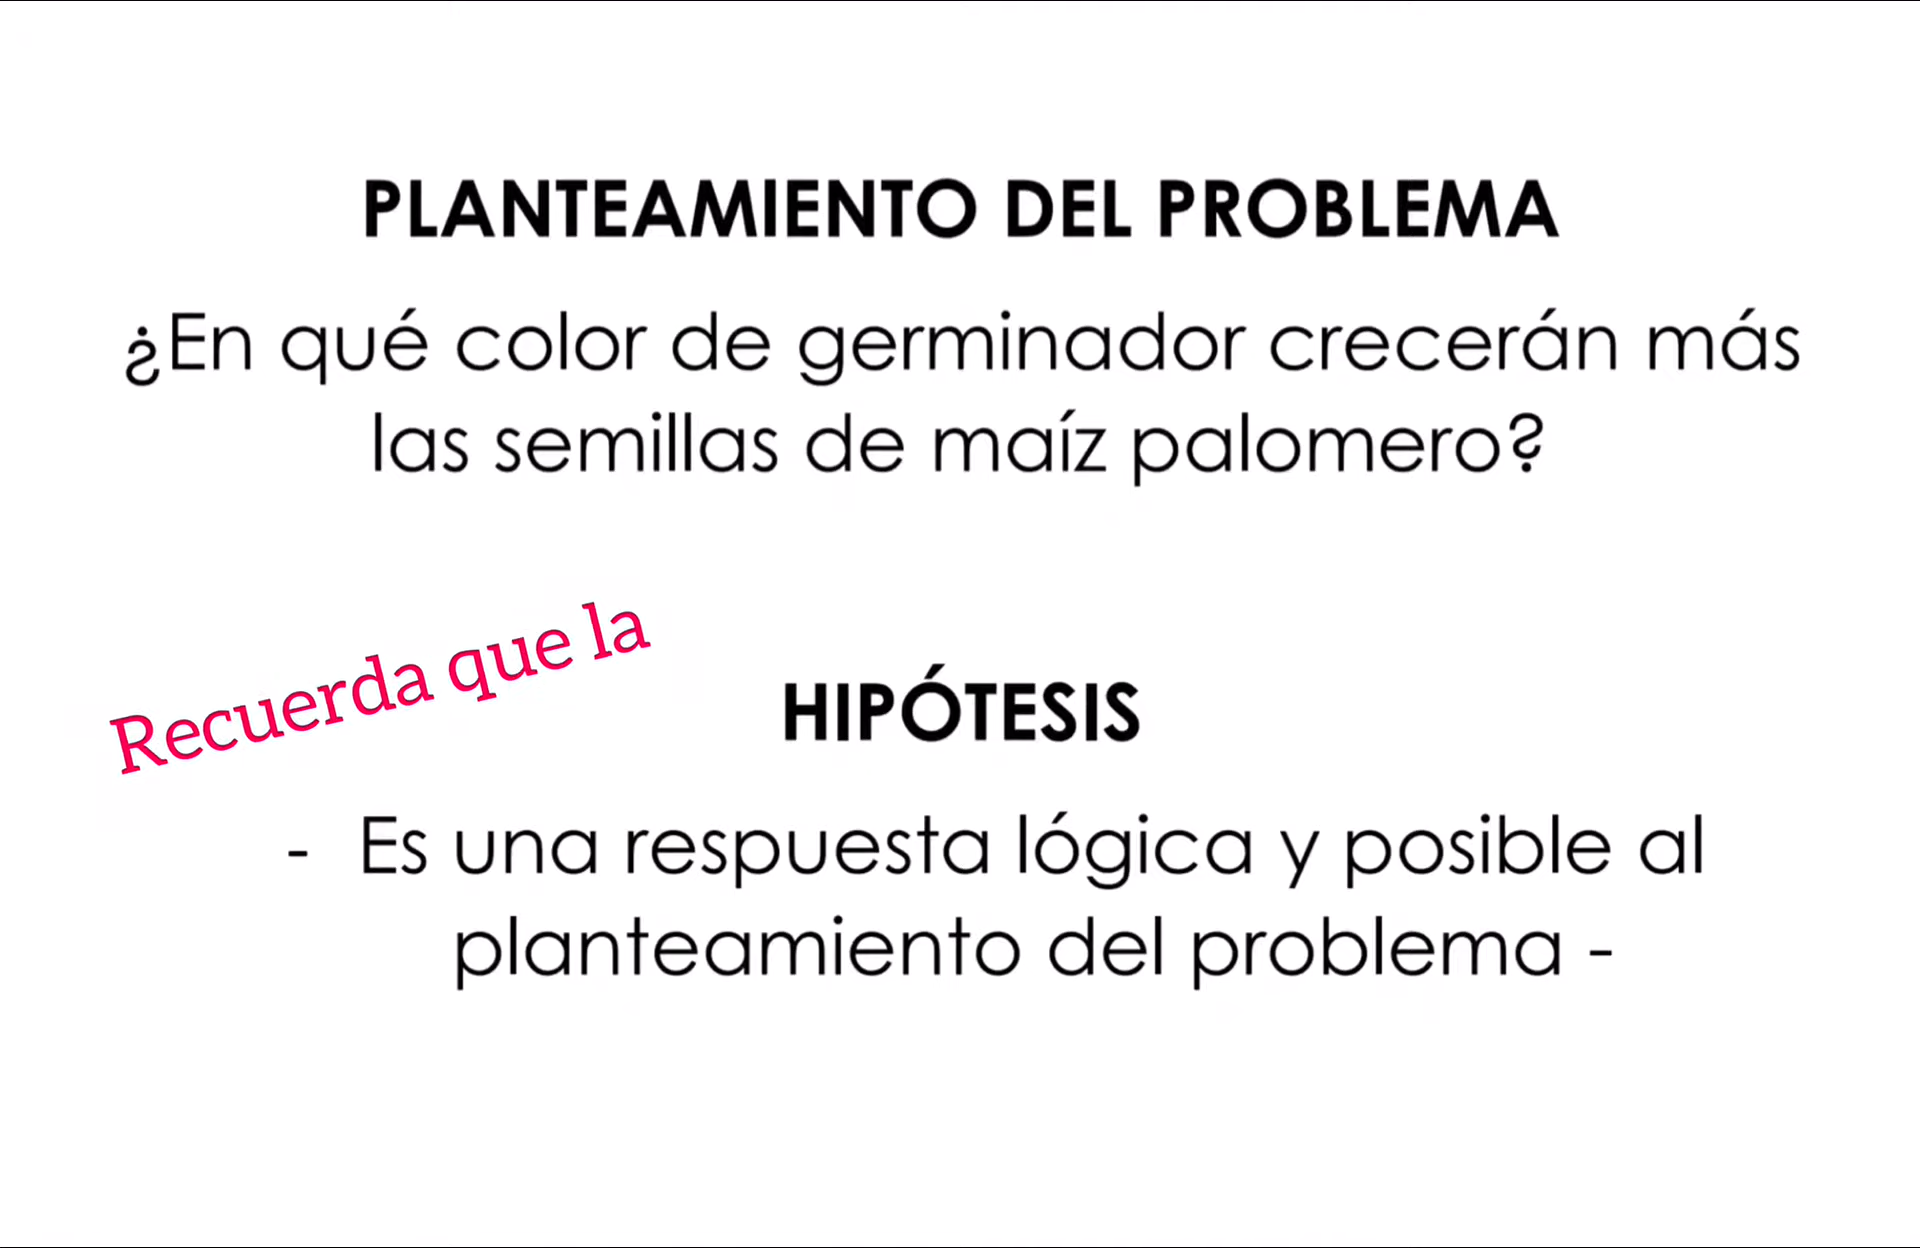 PLANTEAMIENTO DEL PROBLEMA
¿En qué color de germinador crecerán más
las semillas de maíz palomero?
Recuerda que la
HIPÓTESIS
- Es una respuesta lógica y posible al
planteamiento del problema -